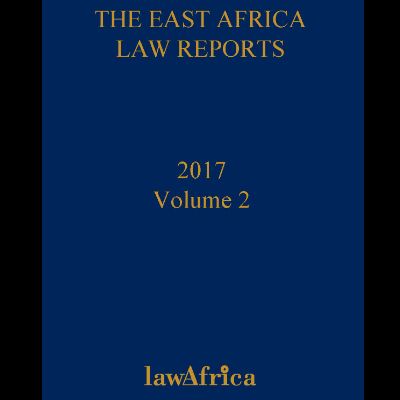 THE EAST AFRICA
LAW REPORTS
2017
Volume 2
lawAfrica